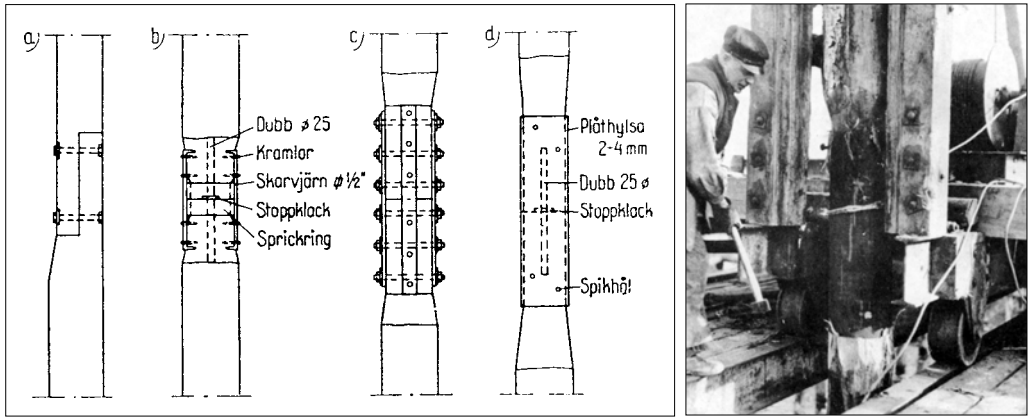 a)
b)
c)
d)
Dubb ø 25
Kramlor
Skarvjärn ø 1/2"
Stoppklack
Sprickring
Plåthylsa
2-4 mm
Dubb 25 ø
Stoppklack
Spikhål